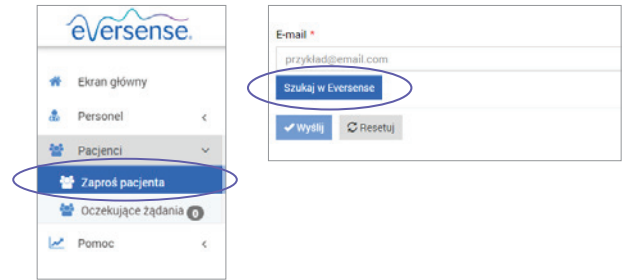 eversense.
Ekran główny
Personel
Pacjenci
Zaproś pacjenta
Oczekujące żądania 0
Pomoc
E-mail *
przykład@email.com
Szukaj w Eversense
Wyślij Resetuj